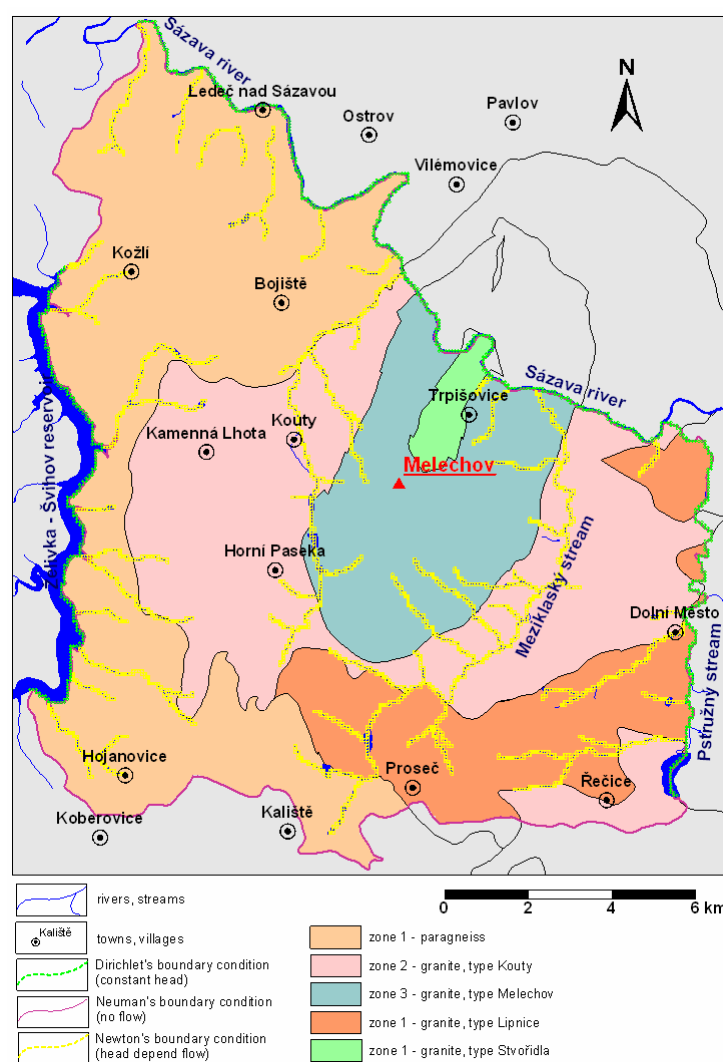 Sázava river
Ledeč nad Sázavou
Ostrov
Pavlov
N
Vilémovice
Kožlí
Bojiště
Sázava river
Trpišovice
Kouty
Kamenná Lhota
Melechov
Želivka - Švihov reservoir
Horní Paseka
Meziklaský stream
Dolní Město
Pstružný stream
Hojanovice
Proseč
Řečice
Koberovice
Kaliště
rivers, streams
Kaliště
towns, villages
Dirichlet's boundary condition
(constant head)
Neuman's boundary condition
(no flow)
Newton's boundary condition
(head depend flow)
0 2 4 6 km
zone 1 - paragneiss
zone 2 - granite, type Kouty
zone 3 - granite, type Melechov
zone 1 - granite, type Lipnice
zone 1 - granite, type Stvořidla